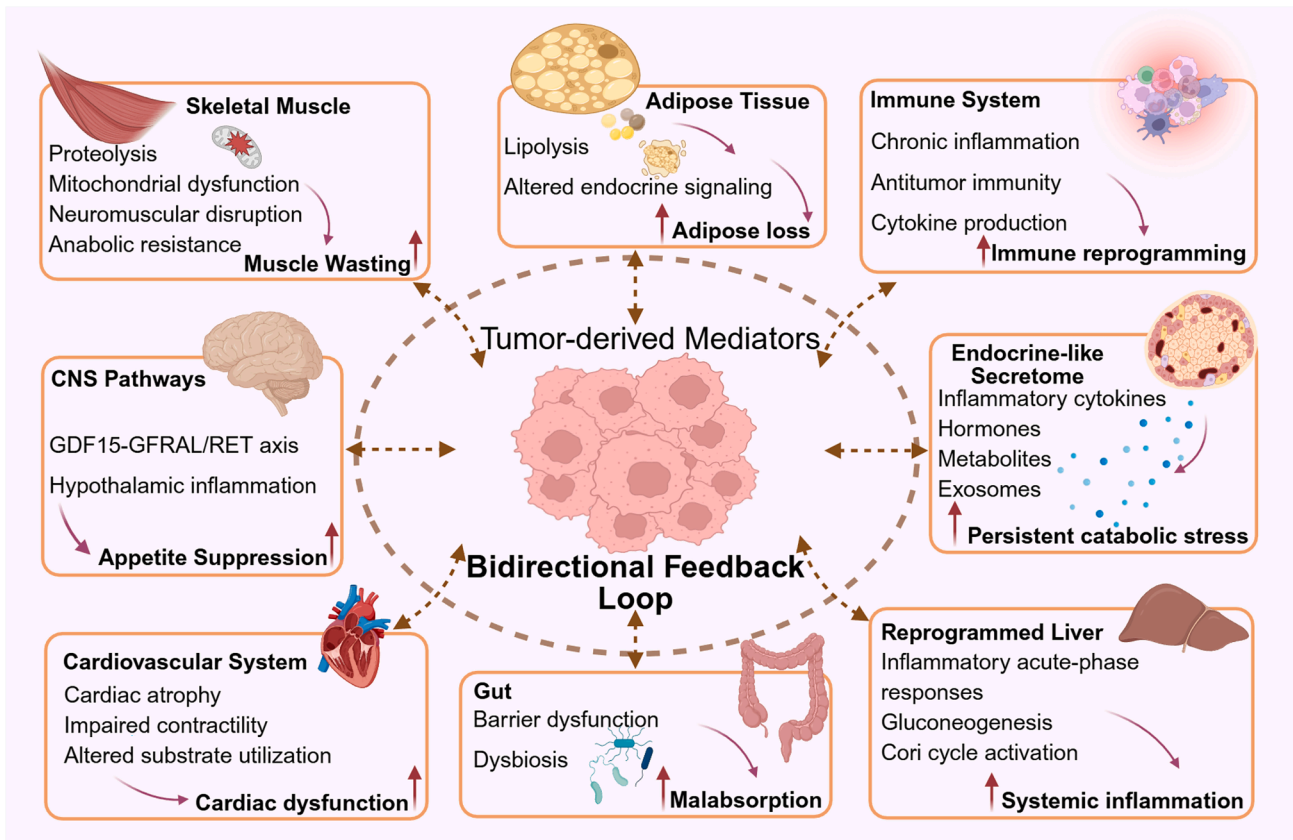 Skeletal Muscle
Proteolysis
Mitochondrial dysfunction
Neuromuscular disruption
Anabolic resistance
Muscle Wasting
Adipose Tissue
Lipolysis
Altered endocrine signaling
Adipose loss
Immune System
Chronic inflammation
Antitumor immunity
Cytokine production
Immune reprogramming
CNS Pathways
GDF15-GFRAL/RET axis
Hypothalamic inflammation
Appetite Suppression
Tumor-derived Mediators
Bidirectional Feedback
Loop
Endocrine-like
Secretome
Inflammatory cytokines
Hormones
Metabolites
Exosomes
Persistent catabolic stress
Cardiovascular System
Cardiac atrophy
Impaired contractility
Altered substrate utilization
Cardiac dysfunction
Gut
Barrier dysfunction
Dysbiosis
Malabsorption
Reprogrammed Liver
Inflammatory acute-phase
responses
Gluconeogenesis
Cori cycle activation
Systemic inflammation